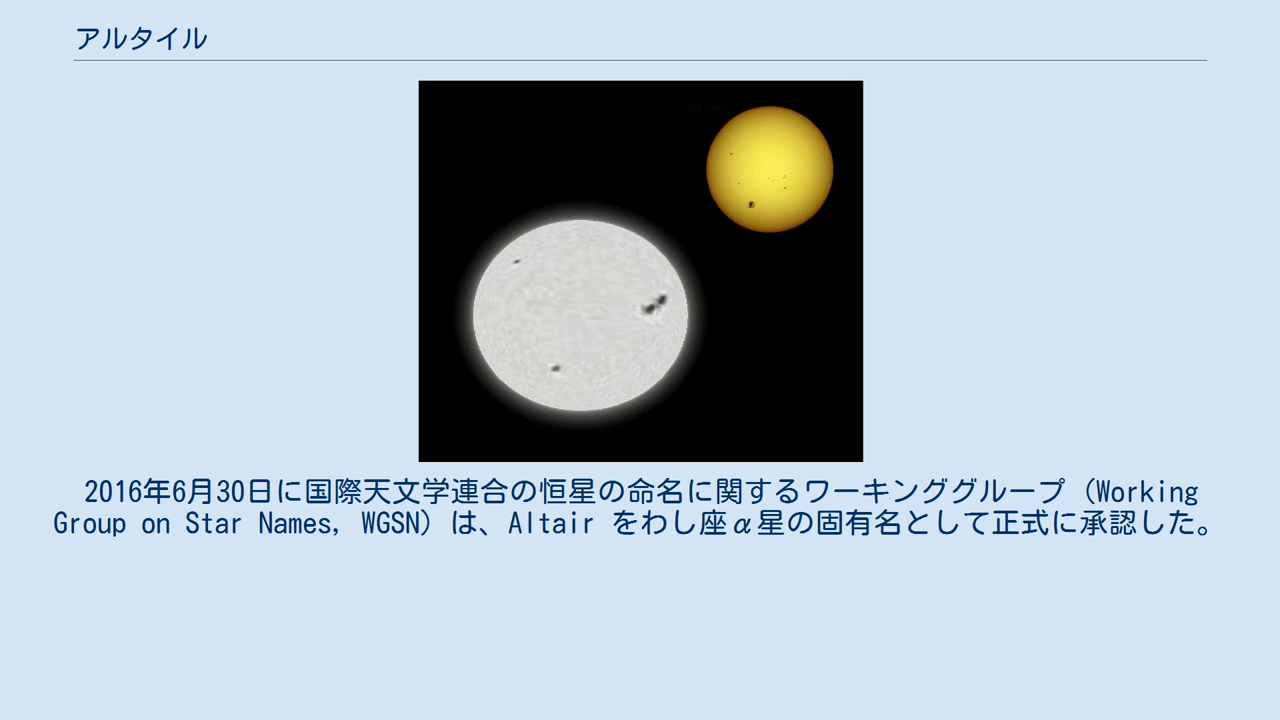 アルタイル
2016年6月30日に国際天文学連合の恒星の命名に関するワーキンググループ (Working
Group on Star Names, WGSN) は、Altair をわし座α星の固有名として正式に承認した。